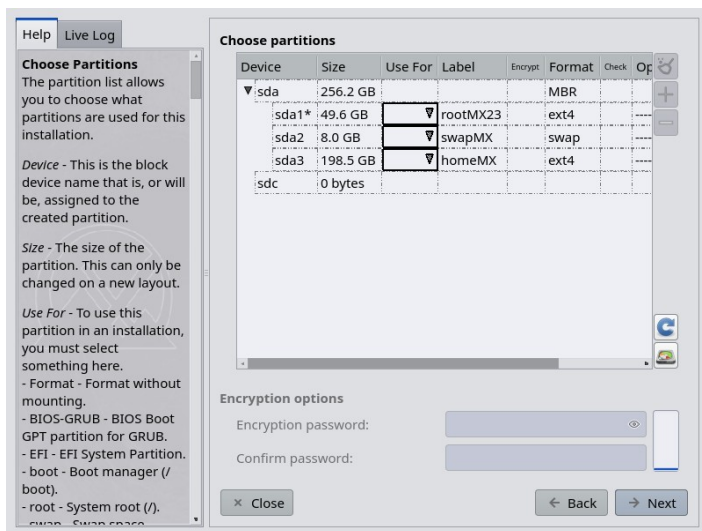 Help Live Log
Choose Partitions
The partition list allows
you to choose what
partitions are used for this
installation.
Device - This is the block
device name that is, or will
be, assigned to the
created partition.
Size - The size of the
partition. This can only be
changed on a new layout.
Use For - To use this
partition in an installation,
you must select
something here.
- Format - Format without
mounting.
- BIOS-GRUB - BIOS Boot
GPT partition for GRUB.
- EFI - EFI System Partition.
- boot - Boot manager (/
boot).
- root - System root (/).
- swap - Swap space
Choose partitions
Device Size Use For Label Encrypt Format Check Op
sda 256.2 GB MBR
sda1* 49.6 GB rootMX23 ext4 ----
sda2 8.0 GB swapMX swap ----
sda3 198.5 GB homeMX ext4 ----
sdc 0 bytes
Encryption options
Encryption password:
Confirm password:
Close
Back Next